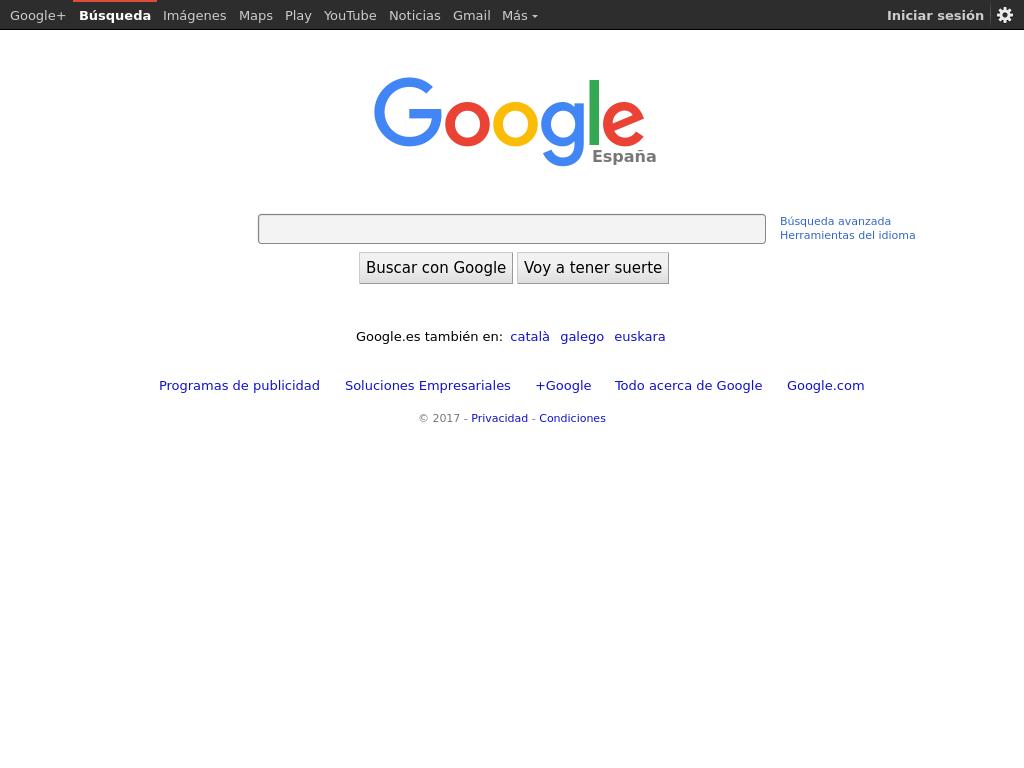 Google+ Búsqueda Imágenes Maps Play YouTube Noticias Gmail Más Iniciar sesión
Google
España
Búsqueda avanzada
Herramientas del idioma
Buscar con Google Voy a tener suerte
Google.es también en: català galego euskara
Programas de publicidad Soluciones Empresariales +Google Todo acerca de Google Google.com
© 2017 - Privacidad - Condiciones